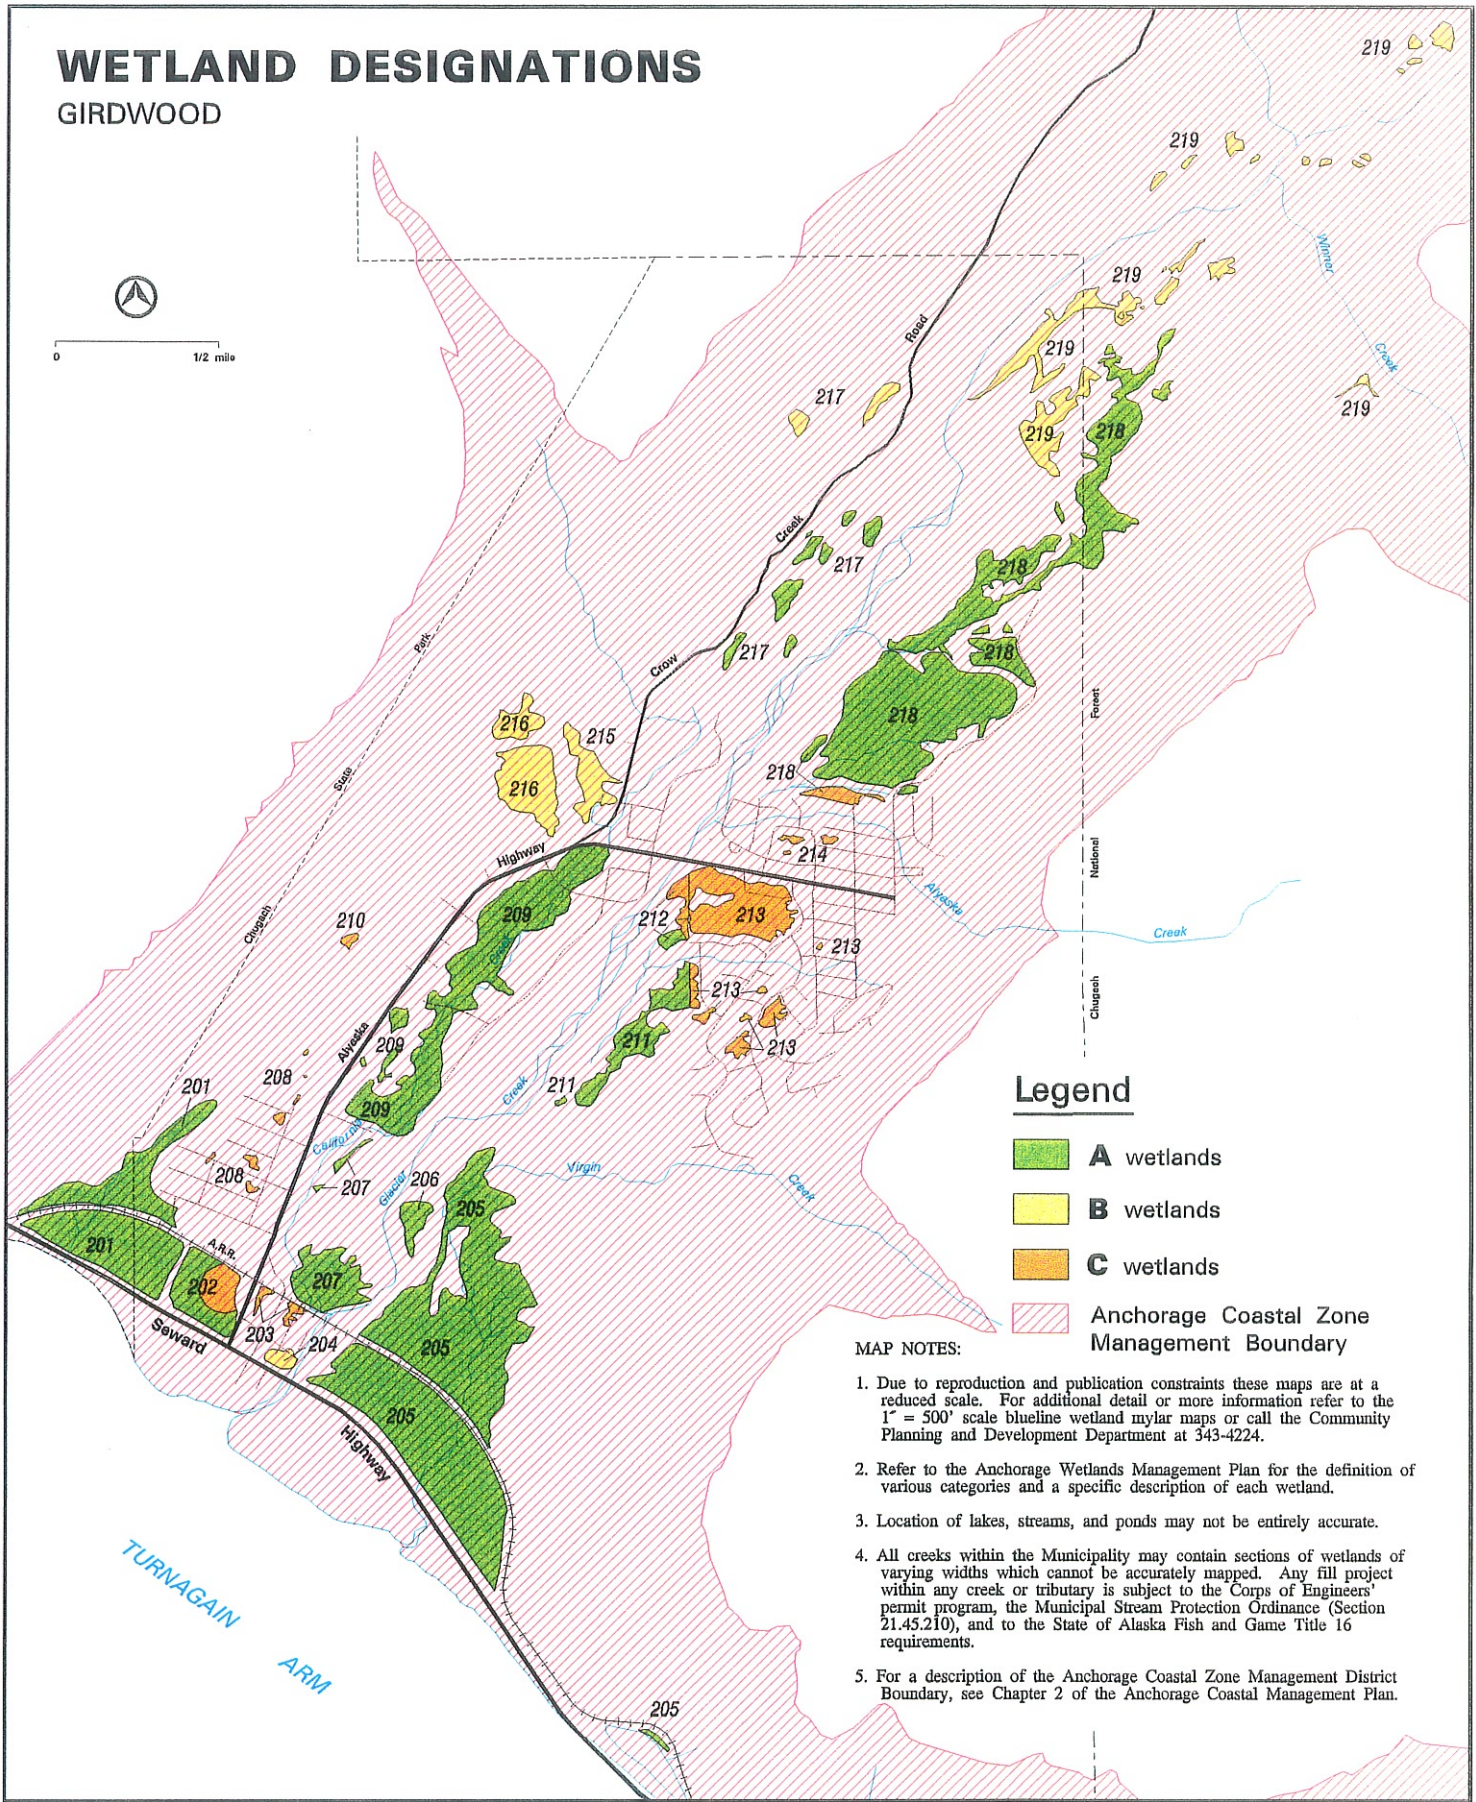 WETLAND DESIGNATIONS
GIRDWOOD
0 1/2 mile
219
219
Winner
Creek
219
219
219
219
218
217
Road
217
Creek
217
Crow
218
218
218
218
Park
State
Chugach
216
216
215
Highway
Alyeska
214
Forest
National
Chugach
Alyeska
Creek
Creek
209
209
209
210
212
213
213
213
213
211
211
Creek
Glacier
California
Virgin
Creek
208
208
201
201
A.R.R.
202
203
204
207
207
206
205
205
205
205
Seward
Highway
TURNAGAIN
ARM
Legend
A wetlands
B wetlands
C wetlands
Anchorage Coastal Zone
Management Boundary
MAP NOTES:
1. Due to reproduction and publication constraints these maps are at a
reduced scale. For additional detail or more information refer to the
1" = 500' scale blueline wetland mylar maps or call the Community
Planning and Development Department at 343-4224.
2. Refer to the Anchorage Wetlands Management Plan for the definition of
various categories and a specific description of each wetland.
3. Location of lakes, streams, and ponds may not be entirely accurate.
4. All creeks within the Municipality may contain sections of wetlands of
varying widths which cannot be accurately mapped. Any fill project
within any creek or tributary is subject to the Corps of Engineers'
permit program, the Municipal Stream Protection Ordinance (Section
21.45.210), and to the State of Alaska Fish and Game Title 16
requirements.
5. For a description of the Anchorage Coastal Zone Management District
Boundary, see Chapter 2 of the Anchorage Coastal Management Plan.